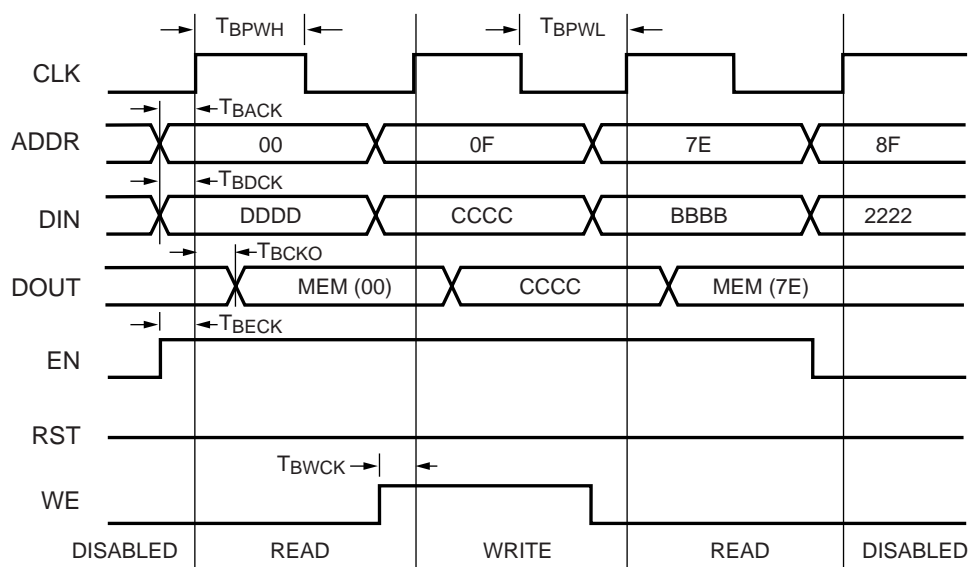 TBPWH TBPWL
CLK
TBACK
ADDR 00 0F 7E 8F
TBDCK
DIN DDDD CCCC BBBB 2222
TBCKO
DOUT MEM (00) CCCC MEM (7E)
TBECK
EN
RST
TBWCK
WE
DISABLED READ WRITE READ DISABLED